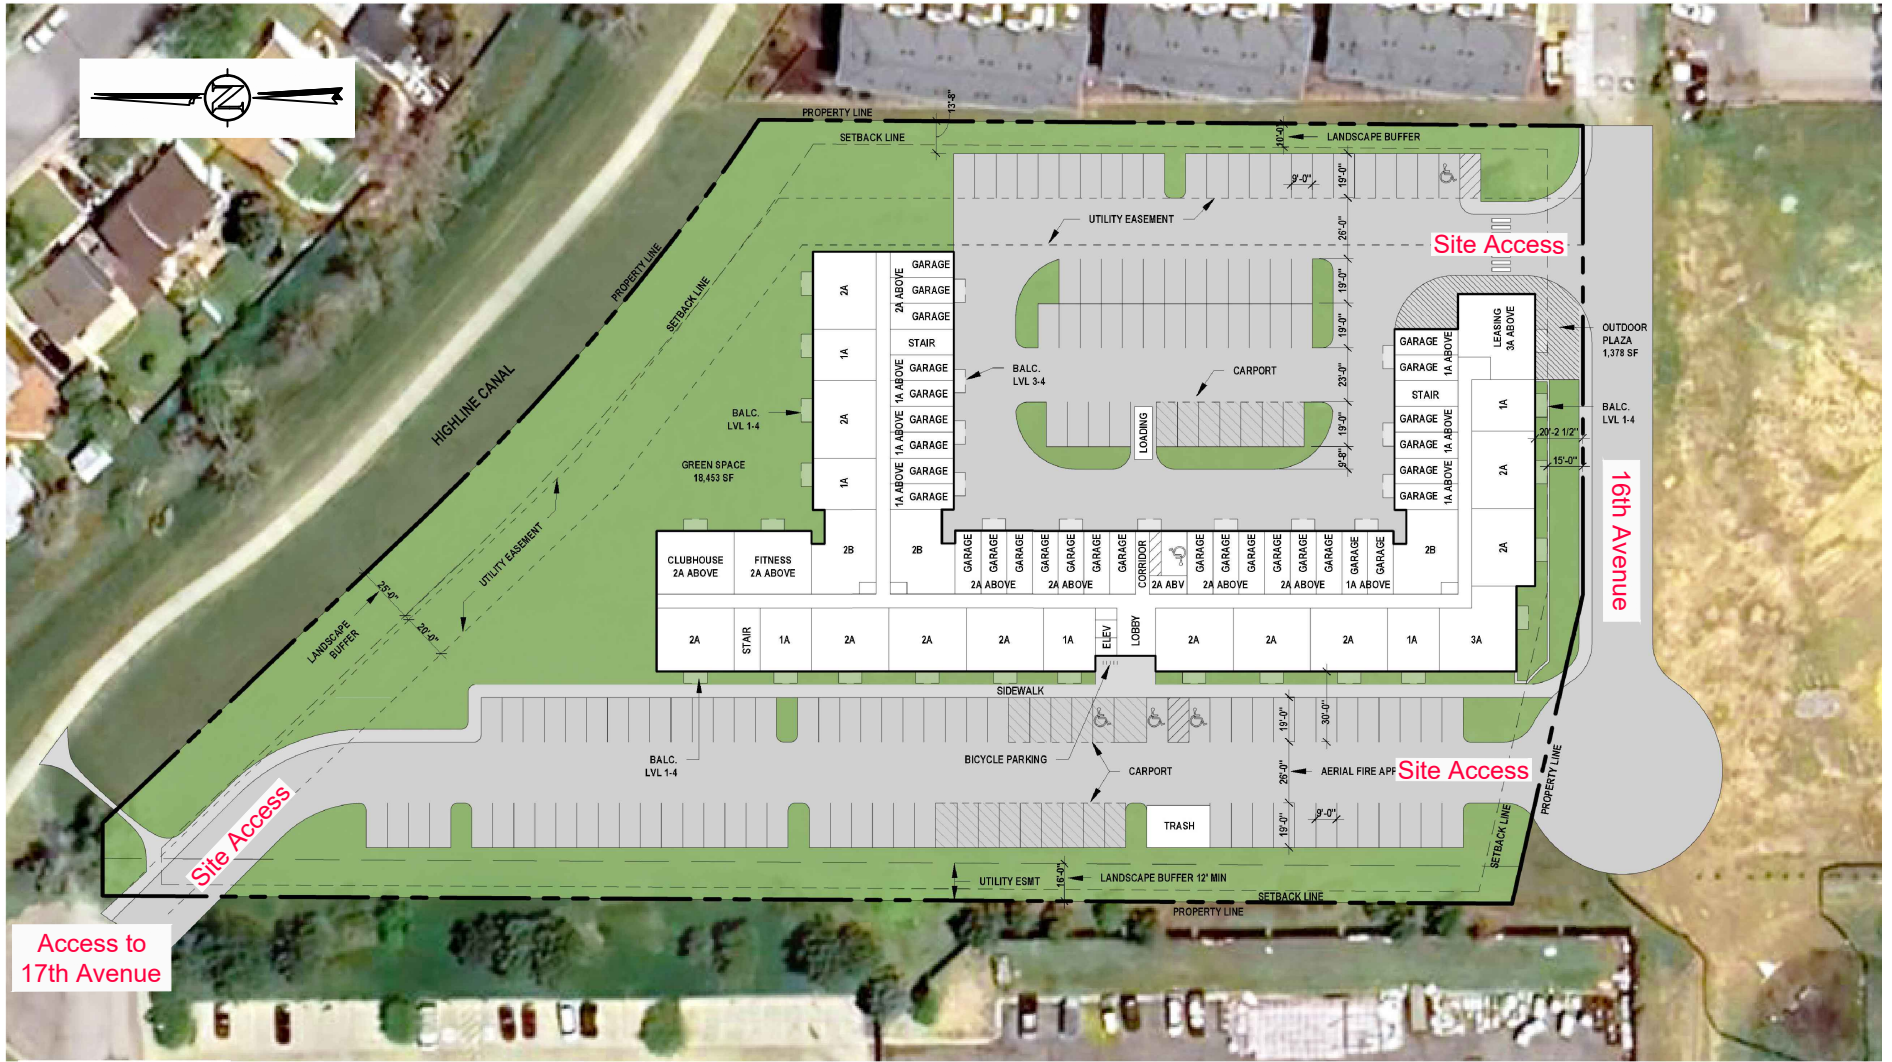 N
PROPERTY LINE
13'-8"
SETBACK LINE
10'-0"
LANDSCAPE BUFFER
9'-0"
19'-0"
UTILITY EASEMENT
26'-0"
Site Access
PROPERTY LINE
SETBACK LINE
HIGHLINE CANAL
2A
1A
2A
1A
GARAGE
GARAGE
GARAGE
2A ABOVE
STAIR
GARAGE
GARAGE
1A ABOVE
GARAGE
GARAGE
1A ABOVE
GARAGE
GARAGE
1A ABOVE
BALC.
LVL 3-4
BALC.
LVL 1-4
GREEN SPACE
18,453 SF
19'-0"
19'-0"
23'-0"
CARPORT
19'-0"
9'-8"
LOADING
LEASING
3A ABOVE
GARAGE
GARAGE
1A ABOVE
STAIR
GARAGE
GARAGE
1A ABOVE
GARAGE
GARAGE
1A ABOVE
1A
2A
2A
OUTDOOR
PLAZA
1,378 SF
BALC.
LVL 1-4
20'-2 1/2"
15'-0"
16th Avenue
CLUBHOUSE
2A ABOVE
FITNESS
2A ABOVE
2B
2B
GARAGE
GARAGE
GARAGE
2A ABOVE
GARAGE
GARAGE
GARAGE
2A ABOVE
GARAGE
CORRIDOR
2A ABV
GARAGE
GARAGE
GARAGE
2A ABOVE
GARAGE
GARAGE
GARAGE
2A ABOVE
GARAGE
GARAGE
1A ABOVE
2B
2A
STAIR
1A
2A
2A
2A
1A
ELEV
LOBBY
2A
2A
2A
1A
3A
UTILITY EASEMENT
25'-0"
20'-0"
LANDSCAPE
BUFFER
SIDEWALK
19'-0"
30'-0"
BALC.
LVL 1-4
BICYCLE PARKING
CARPORT
26'-0"
AERIAL FIRE APP
Site Access
PROPERTY LINE
Site Access
TRASH
19'-0"
9'-0"
SETBACK LINE
UTILITY ESMT
16'-0"
LANDSCAPE BUFFER 12' MIN
SETBACK LINE
PROPERTY LINE
Access to
17th Avenue